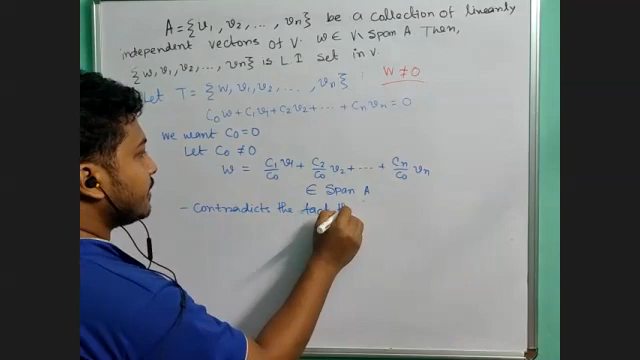 A = {v₁, v₂, ..., vₙ} be a collection of linearly
independent vectors of V. w ∈ V \ Span A Then,
{w, v₁, v₂, ..., vₙ} is L I set in V.
Let T = {w, v₁, v₂, ..., vₙ} : W ≠ 0
C₀w + C₁v₁ + C₂v₂ + ... + Cₙvₙ = 0
We want C₀ = 0
Let C₀ ≠ 0
w = C₁/C₀ v₁ + C₂/C₀ v₂ + ... + Cₙ/C₀ vₙ
∈ Span A
- Contradicts the fact